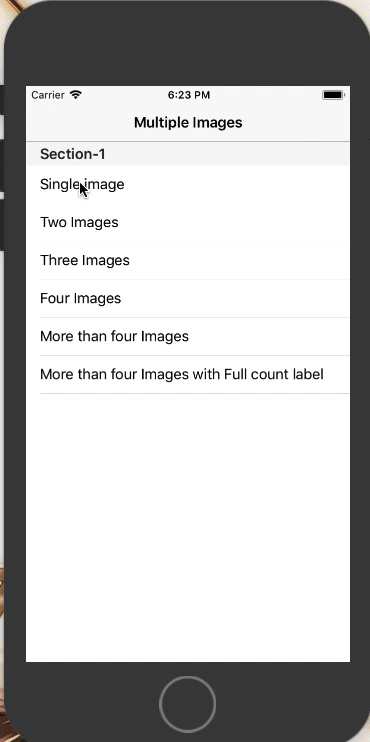 Carrier 6:23 PM
Multiple Images
Section-1
Single image
Two Images
Three Images
Four Images
More than four Images
More than four Images with Full count label